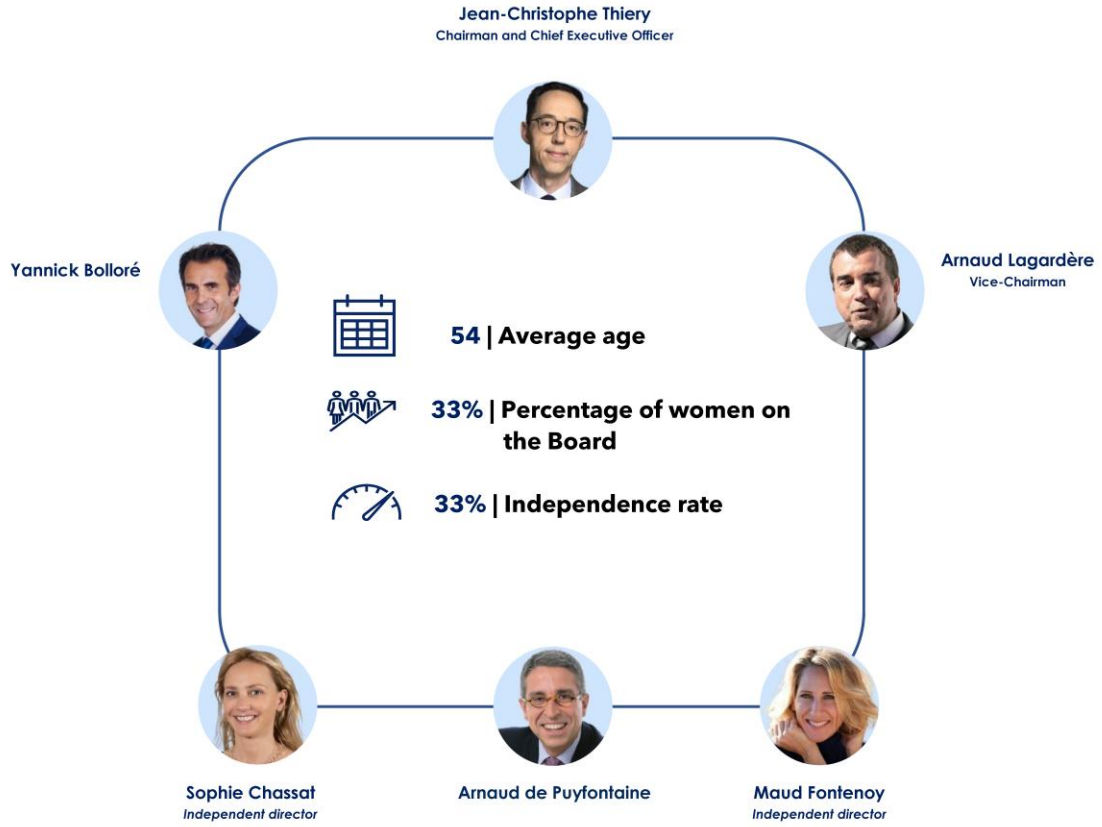 Jean-Christophe Thiery
Chairman and Chief Executive Officer
Yannick Bolloré
Arnaud Lagardère
Vice-Chairman
54 | Average age
33% | Percentage of women on
the Board
33% | Independence rate
Sophie Chassat
Independent director
Arnaud de Puyfontaine
Maud Fontenoy
Independent director